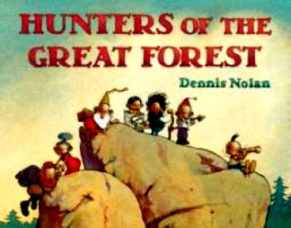 HUNTERS OF THE
GREAT FOREST
Dennis Nolan